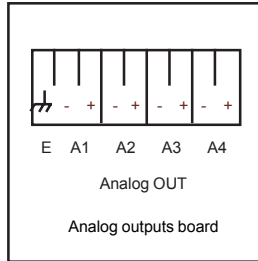 - + - + - + - +
E A1 A2 A3 A4
Analog OUT
Analog outputs board